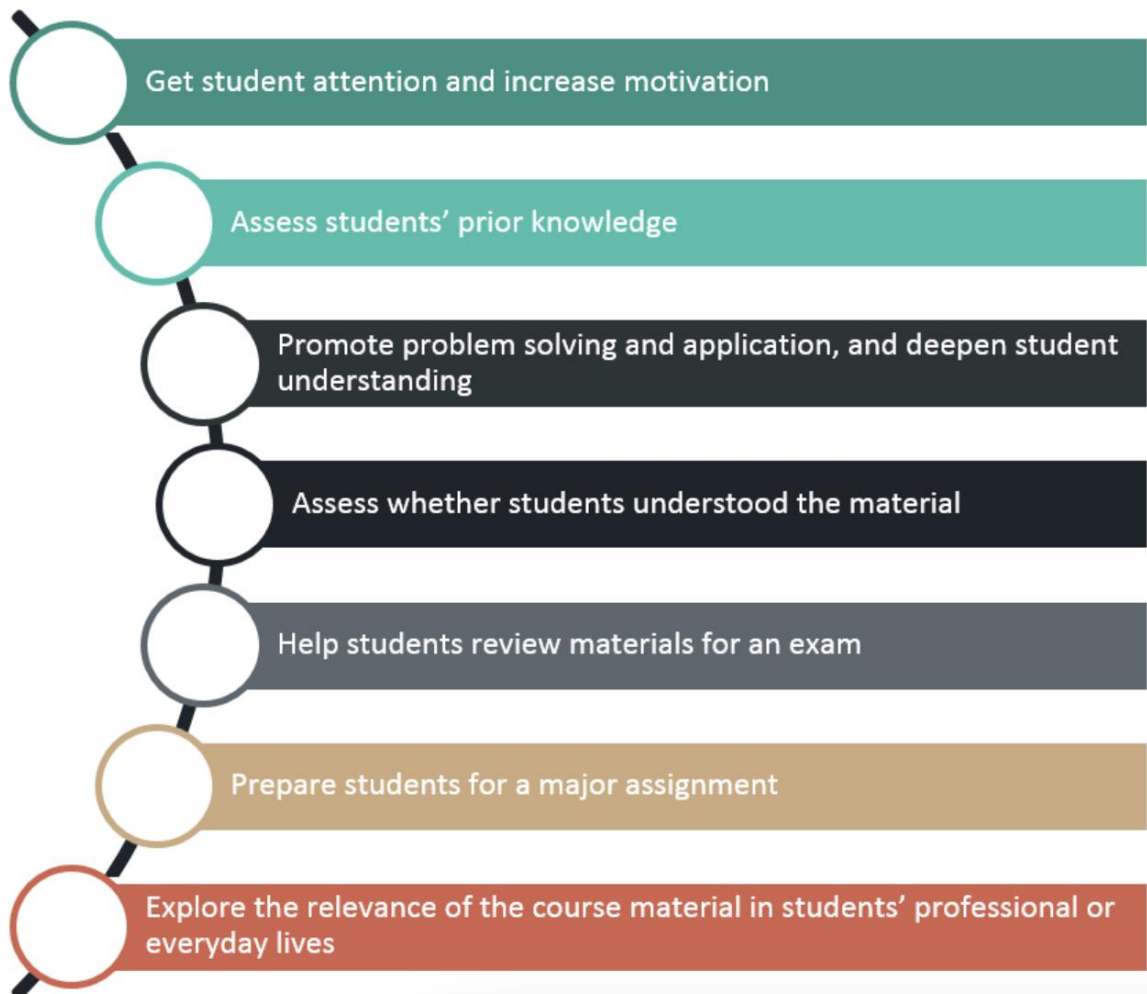 Get student attention and increase motivation
Assess students’ prior knowledge
Promote problem solving and application, and deepen student
understanding
Assess whether students understood the material
Help students review materials for an exam
Prepare students for a major assignment
Explore the relevance of the course material in students’ professional or
everyday lives